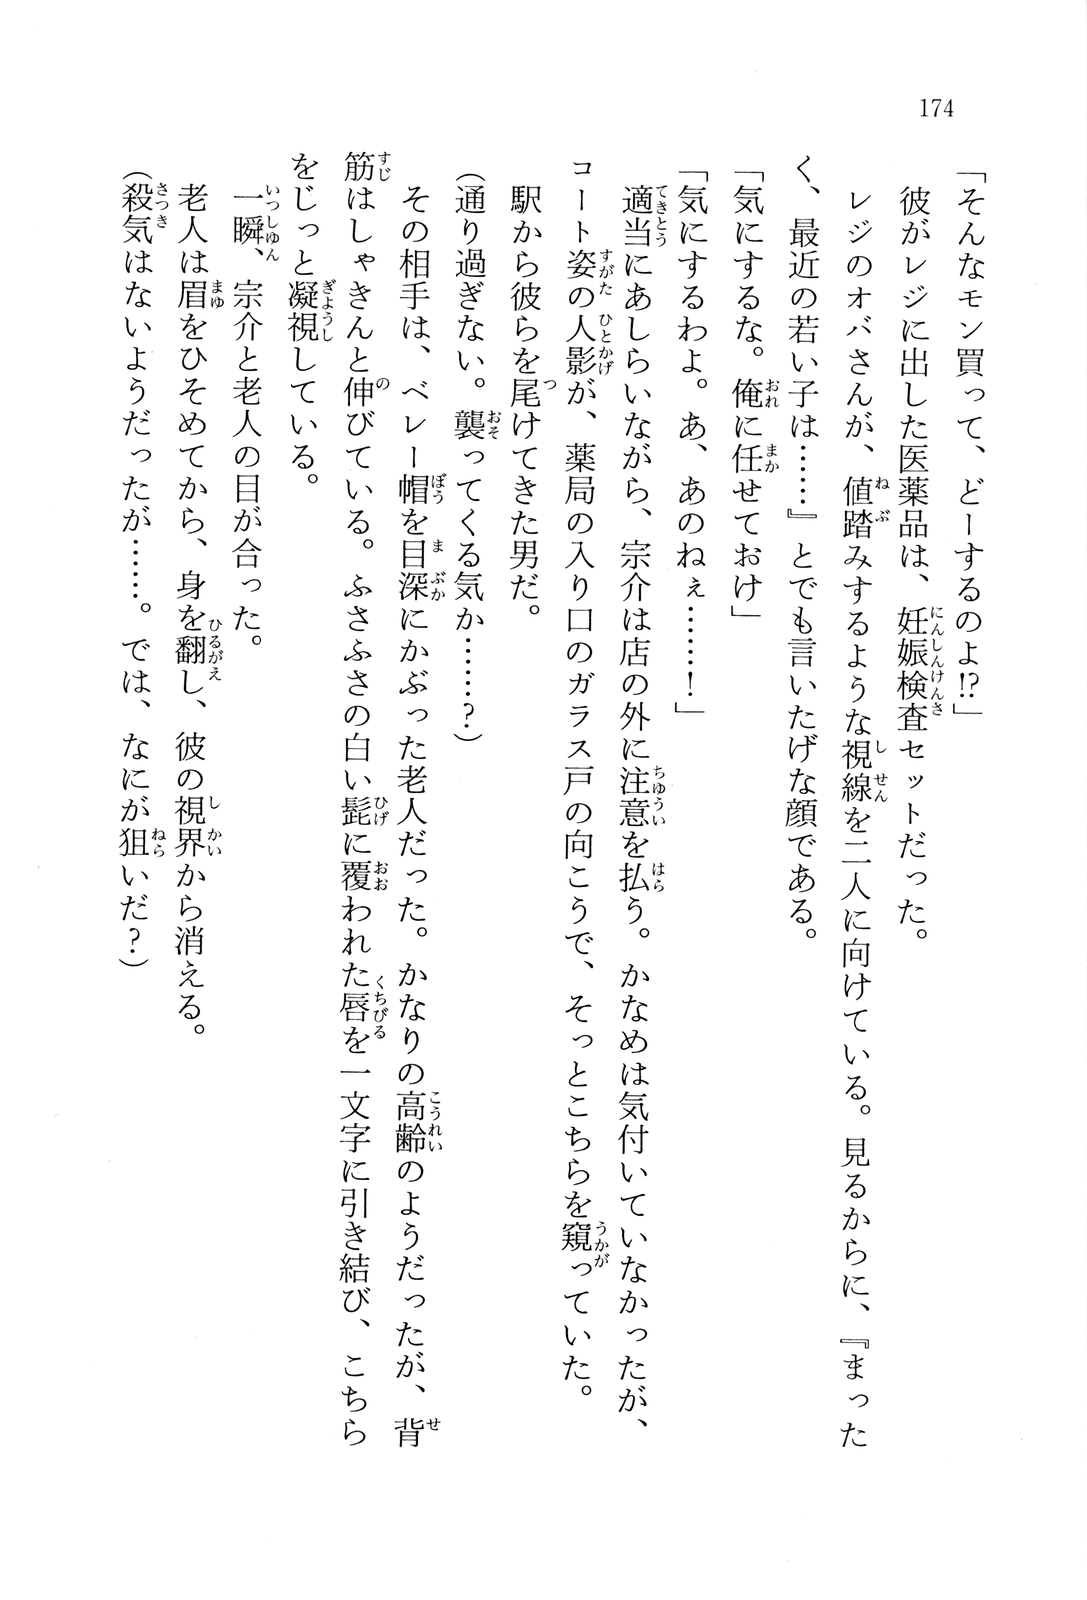 174
「そんなモン買って、どーするのよ!?」
彼がレジに出した医薬品は、妊娠検査セットだった。
レジのオバさんが、値踏みするような視線を二人に向けている。見るからに、『まった
く、最近の若い子は……』とでも言いたげな顔である。
「気にするな。俺に任せておけ」
「気にするわよ。あ、あのねぇ……!」
適当にあしらいながら、宗介は店の外に注意を払う。かなめは気付いていなかったが、
コート姿の人影が、薬局の入り口のガラス戸の向こうで、そっとこちらを窺っていた。
駅から彼らを尾けてきた男だ。
(通り過ぎない。襲ってくる気か……?)
その相手は、ベレー帽を目深にかぶった老人だった。かなりの高齢のようだったが、背
筋はしゃきんと伸びている。ふさふさの白い髭に覆われた唇を一文字に引き結び、こちら
をじっと凝視している。
一瞬、宗介と老人の目が合った。
老人は眉をひそめてから、身を翻し、彼の視界から消える。
(殺気はないようだったが……。では、なにが狙いだ?)